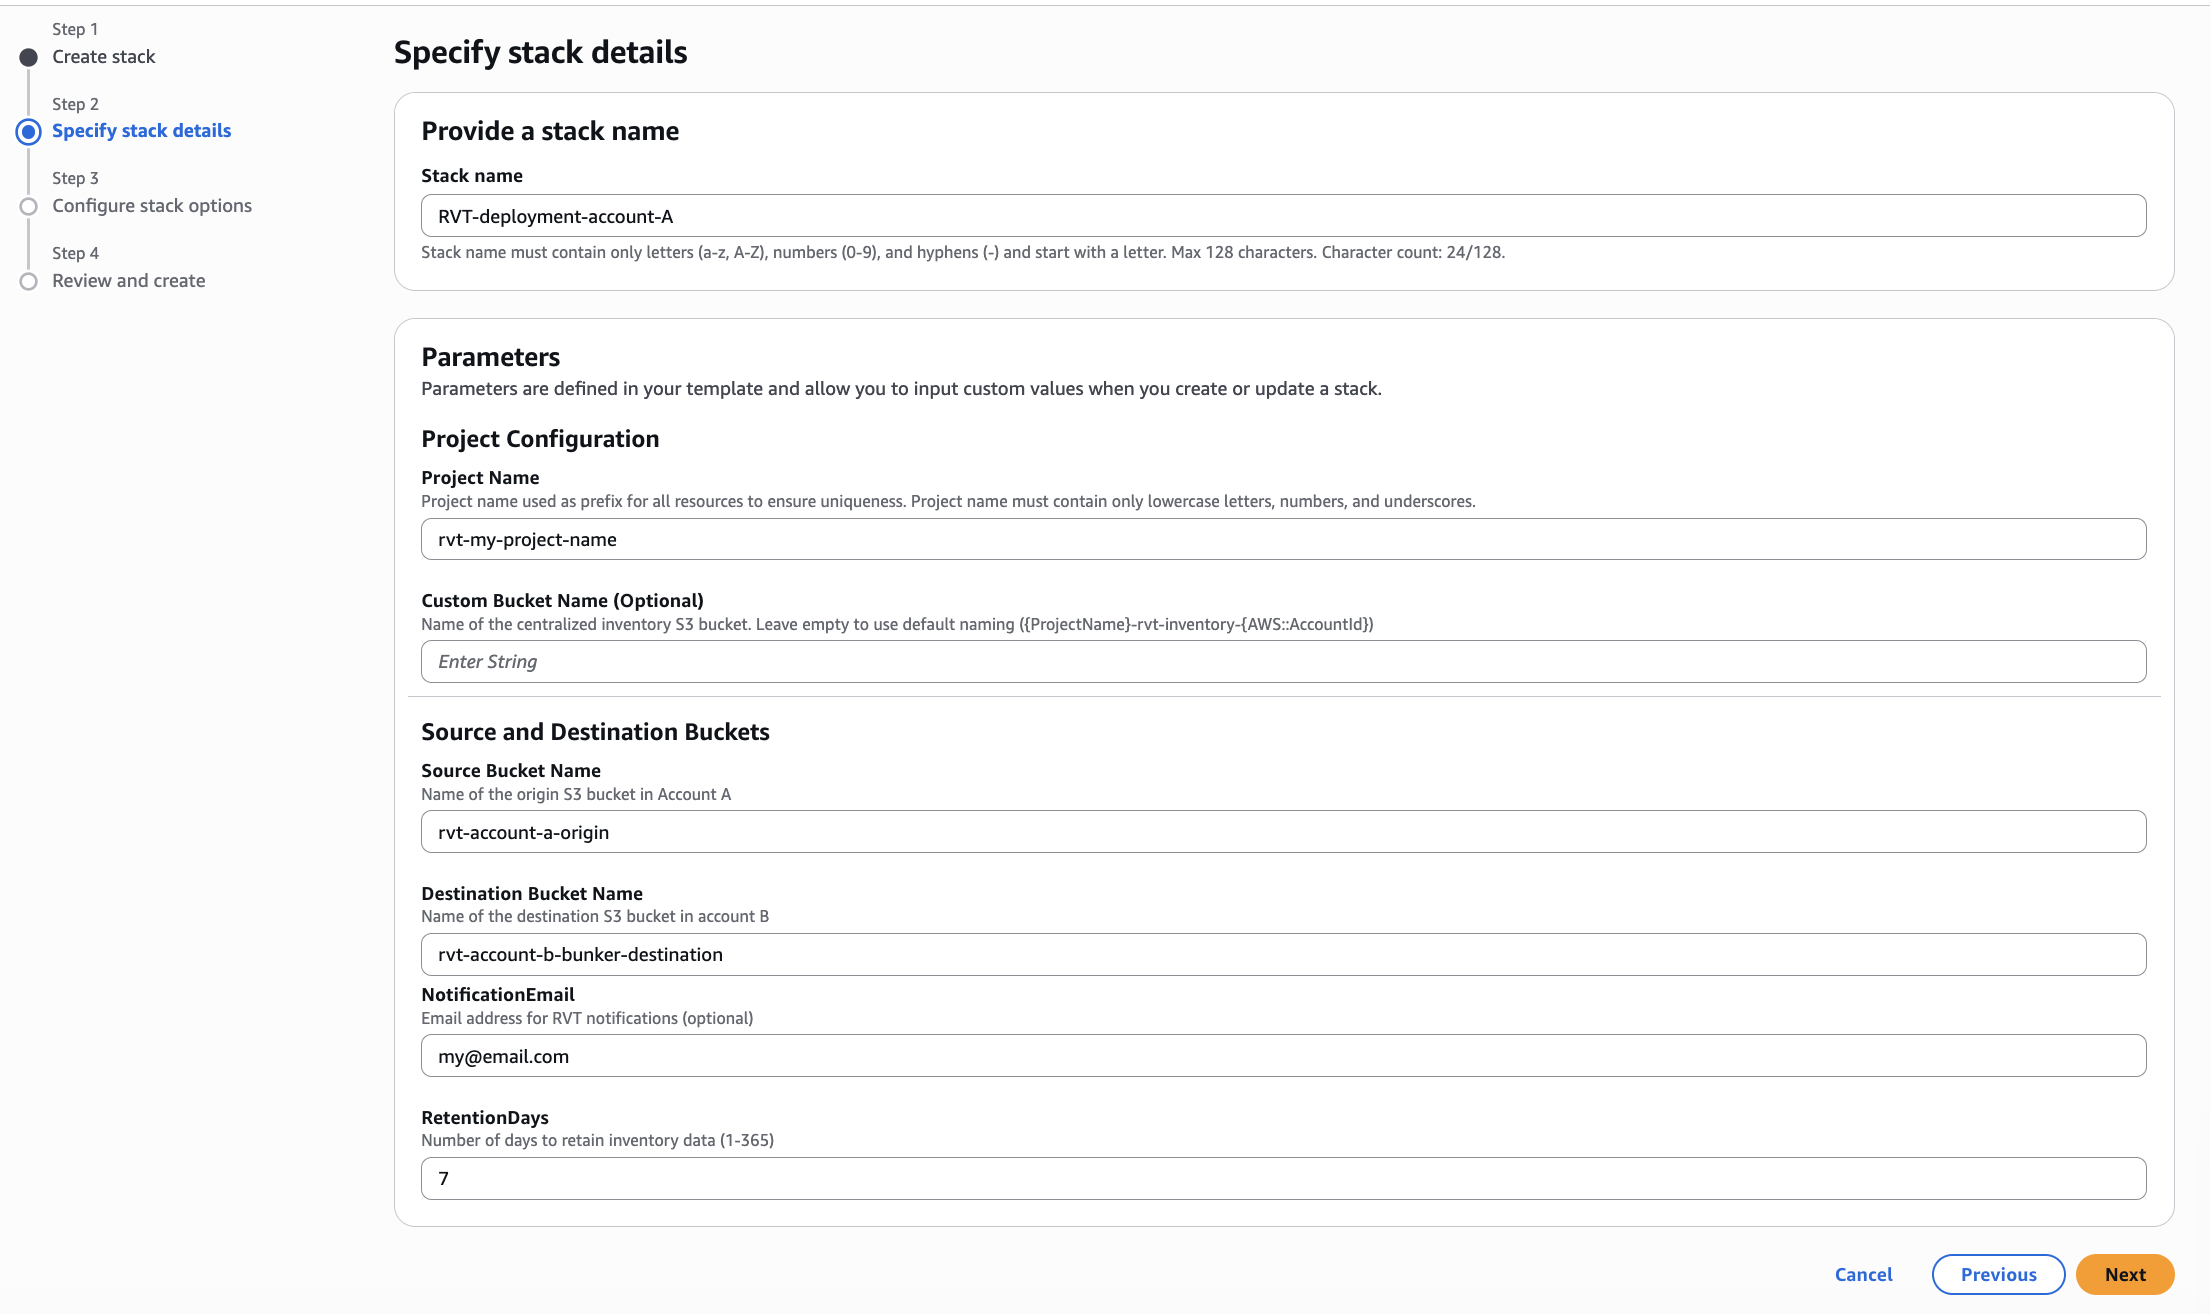 Step 1
Create stack
Step 2
Specify stack details
Step 3
Configure stack options
Step 4
Review and create
Specify stack details
Provide a stack name
Stack name
RVT-deployment-account-A
Stack name must contain only letters (a-z, A-Z), numbers (0-9), and hyphens (-) and start with a letter. Max 128 characters. Character count: 24/128.
Parameters
Parameters are defined in your template and allow you to input custom values when you create or update a stack.
Project Configuration
Project Name
Project name used as prefix for all resources to ensure uniqueness. Project name must contain only lowercase letters, numbers, and underscores.
rvt-my-project-name
Custom Bucket Name (Optional)
Name of the centralized inventory S3 bucket. Leave empty to use default naming ({ProjectName}-rvt-inventory-{AWS::AccountId})
Enter String
Source and Destination Buckets
Source Bucket Name
Name of the origin S3 bucket in Account A
rvt-account-a-origin
Destination Bucket Name
Name of the destination S3 bucket in account B
rvt-account-b-bunker-destination
NotificationEmail
Email address for RVT notifications (optional)
my@email.com
RetentionDays
Number of days to retain inventory data (1-365)
7
Cancel
Previous
Next